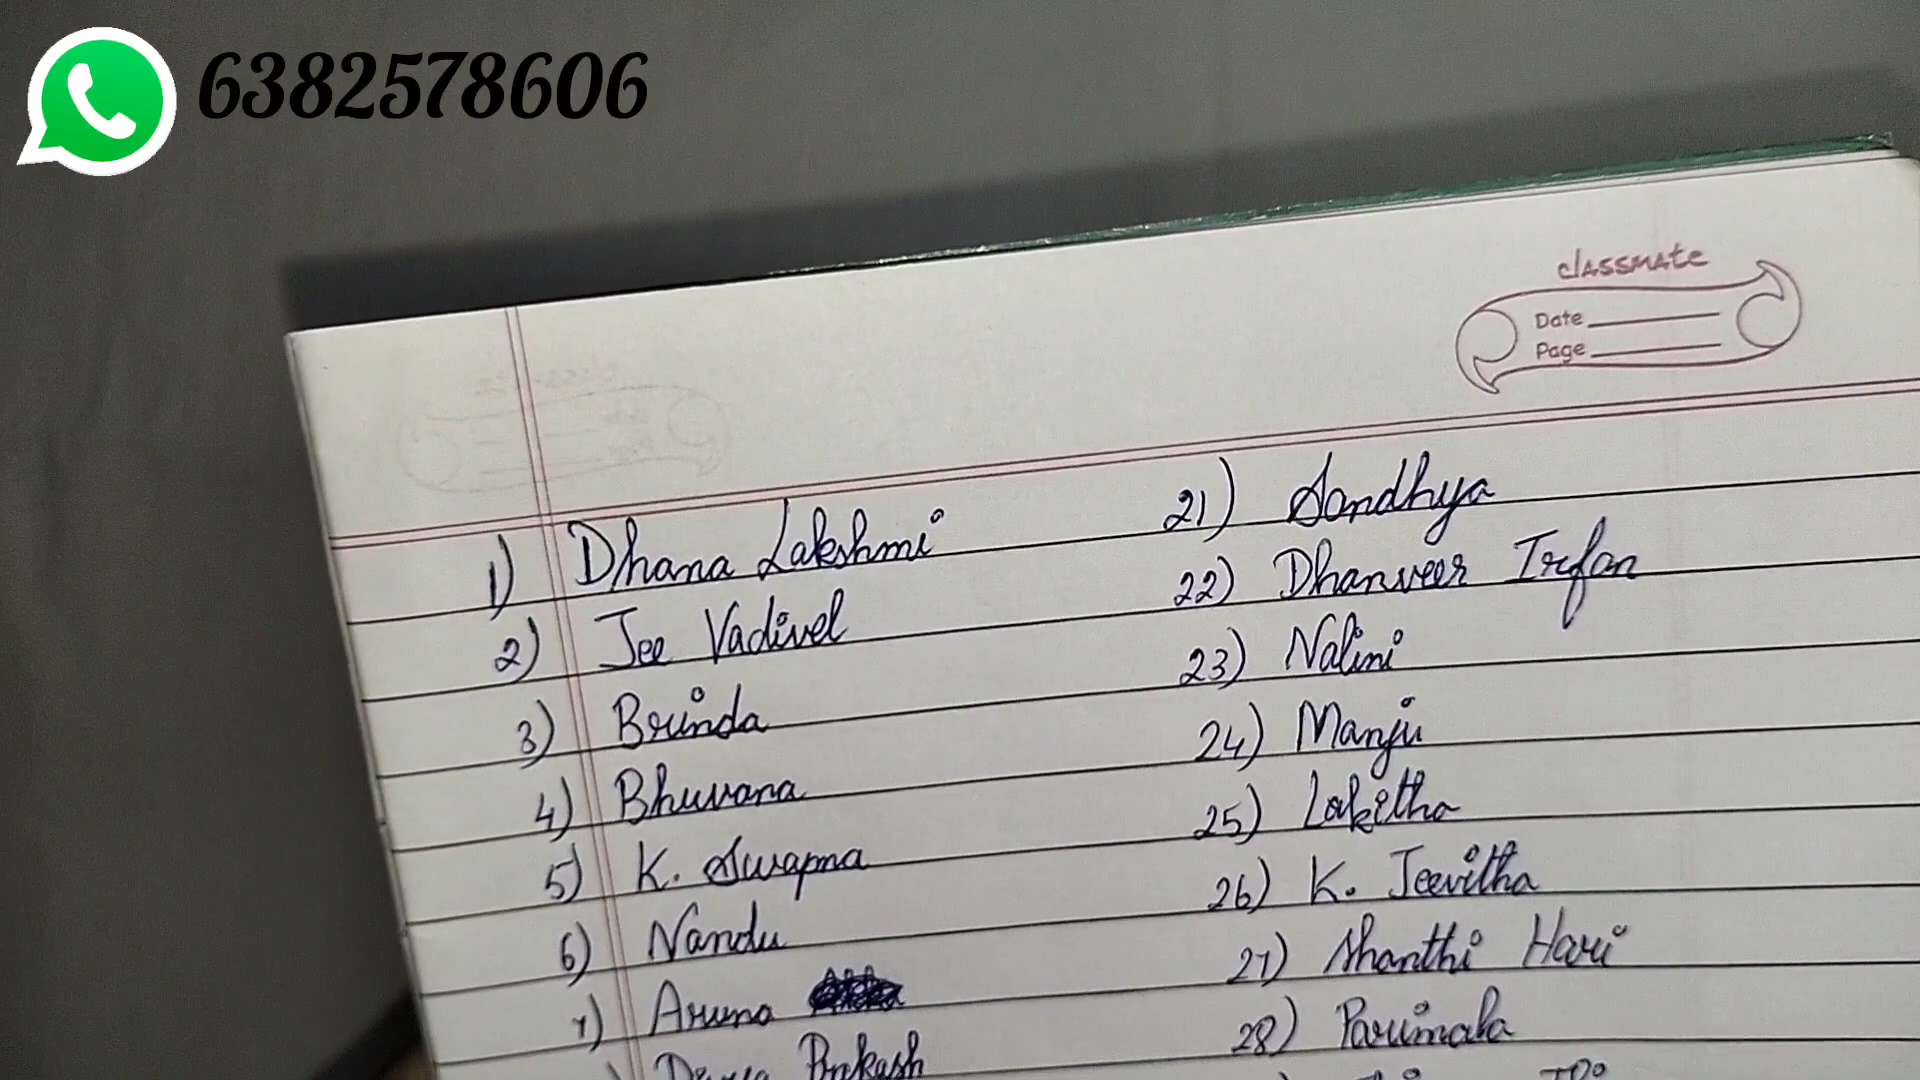 6382578606
classmate
Date
Page
1) Dhana Lakshmi
2) Jee Vadivel
3) Brinda
4) Bhuvana
5) K. Swapna
6) Nandu
7) Aruna
Prakash
21) Sandhya
22) Dhanveer Irfan
23) Nalini
24) Manju
25) Lakitha
26) K. Jeevitha
27) Shanthi Hari
28) Parimala